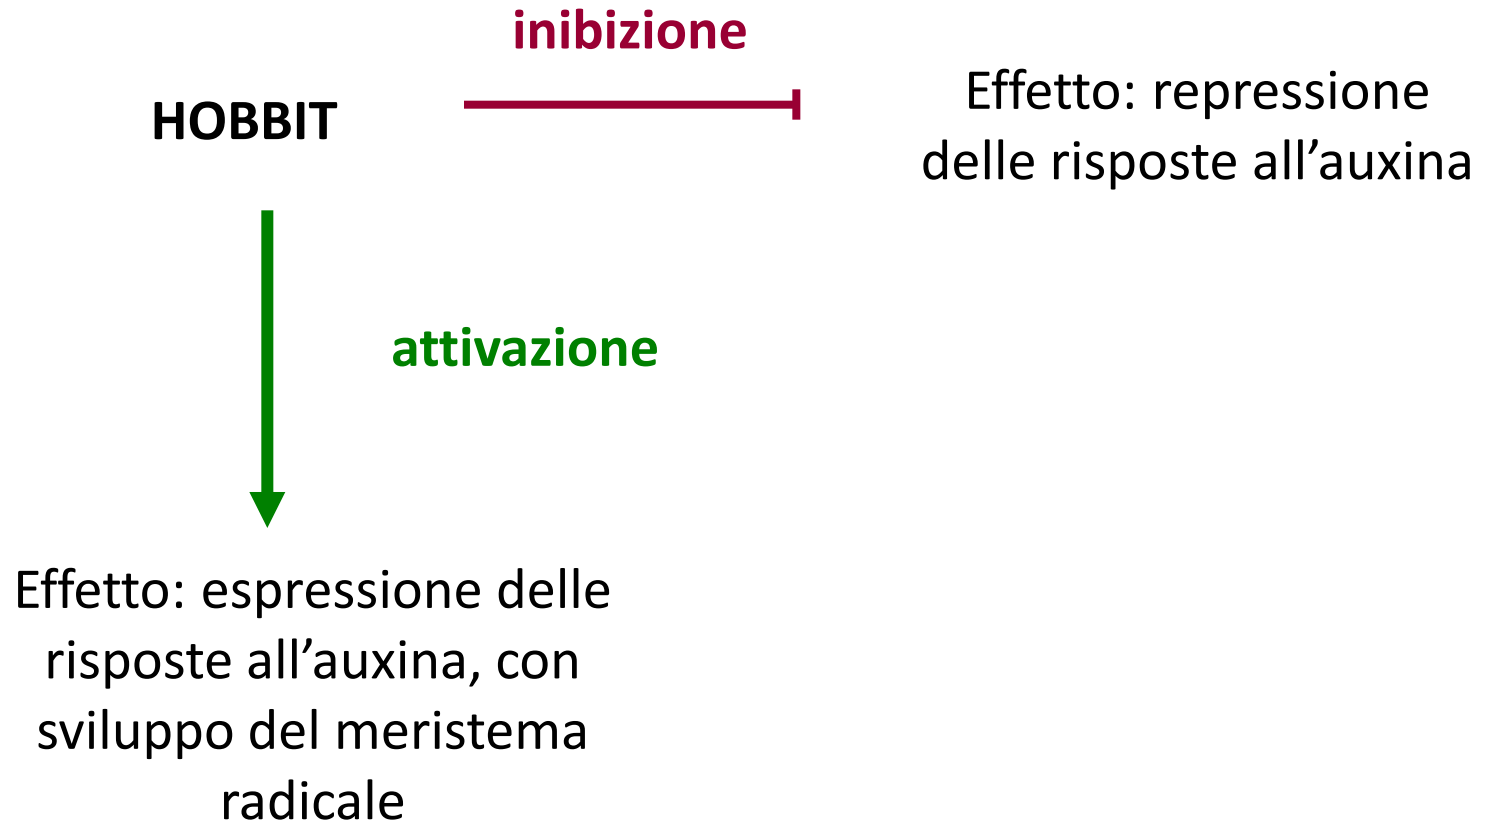 inibizione
HOBBIT
Effetto: repressione
delle risposte all’auxina
attivazione
Effetto: espressione delle
risposte all’auxina, con
sviluppo del meristema
radicale